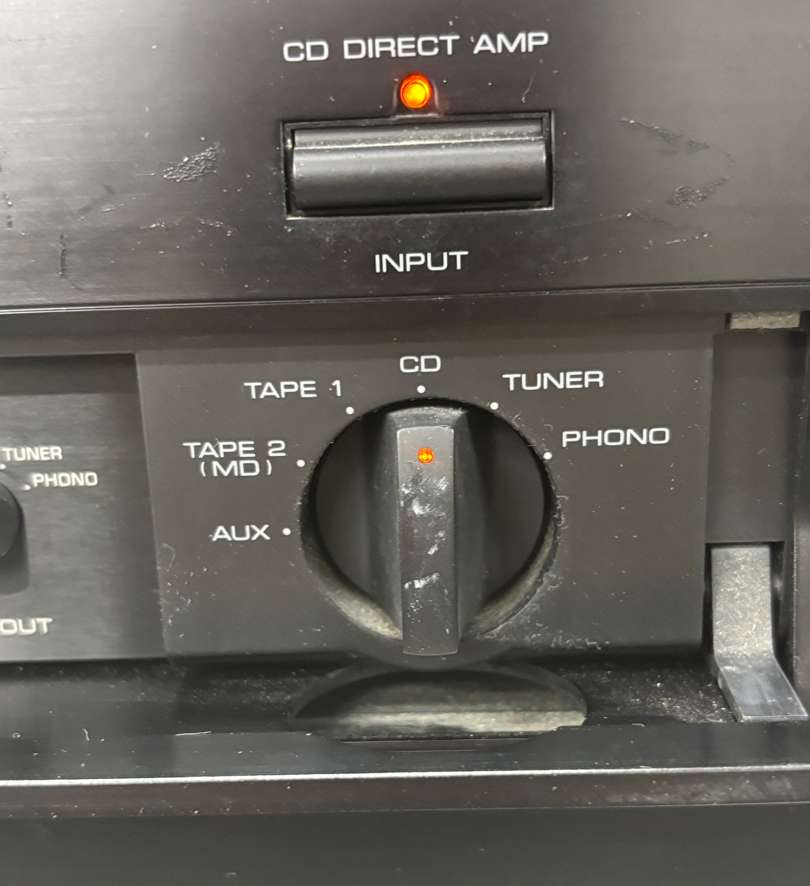 CD DIRECT AMP
INPUT
CD
TAPE 1
TUNER
TAPE 2
(MD)
PHONO
AUX
TUNER
PHONO
OUT